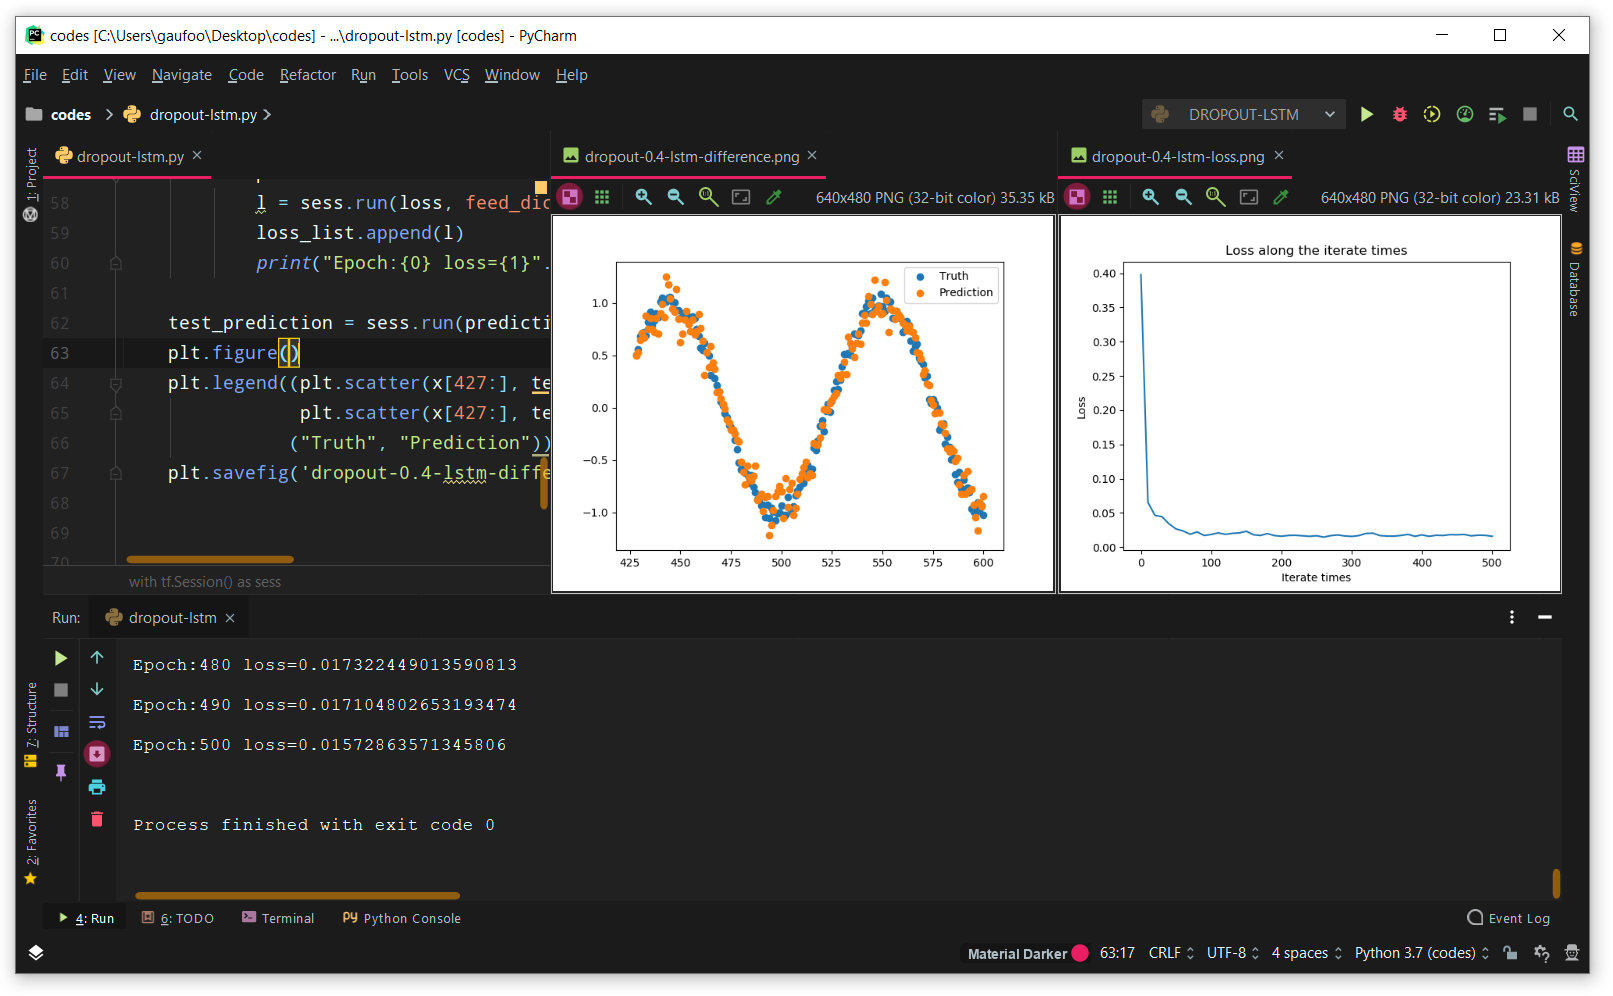 codes [C:\Users\gaufoo\Desktop\codes] - ...\dropout-lstm.py [codes] - PyCharm
File Edit View Navigate Code Refactor Run Tools VCS Window Help
codes dropout-lstm.py
DROPOUT-LSTM
1: Project
7: Structure
2: Favorites
dropout-lstm.py
58 l = sess.run(loss, feed_dic
59 loss_list.append(l)
60 print("Epoch:{0} loss={1}".
61
62 test_prediction = sess.run(predicti
63 plt.figure()
64 plt.legend((plt.scatter(x[427:], te
65 plt.scatter(x[427:], te
66 ("Truth", "Prediction"))
67 plt.savefig('dropout-0.4-lstm-diffe
68
69
70
with tf.Session() as sess
dropout-0.4-lstm-difference.png
640x480 PNG (32-bit color) 35.35 kB
Truth
Prediction
1.0
0.5
0.0
−0.5
−1.0
425 450 475 500 525 550 575 600
dropout-0.4-lstm-loss.png
640x480 PNG (32-bit color) 23.31 kB
Loss along the iterate times
0.40
0.35
0.30
0.25
0.20
0.15
0.10
0.05
0.00
Loss
0 100 200 300 400 500
Iterate times
SciView
Database
Run: dropout-lstm
Epoch:480 loss=0.017322449013590813
Epoch:490 loss=0.017104802653193474
Epoch:500 loss=0.01572863571345806
Process finished with exit code 0
4: Run 6: TODO Terminal Python Console Event Log
Material Darker 63:17 CRLF UTF-8 4 spaces Python 3.7 (codes)